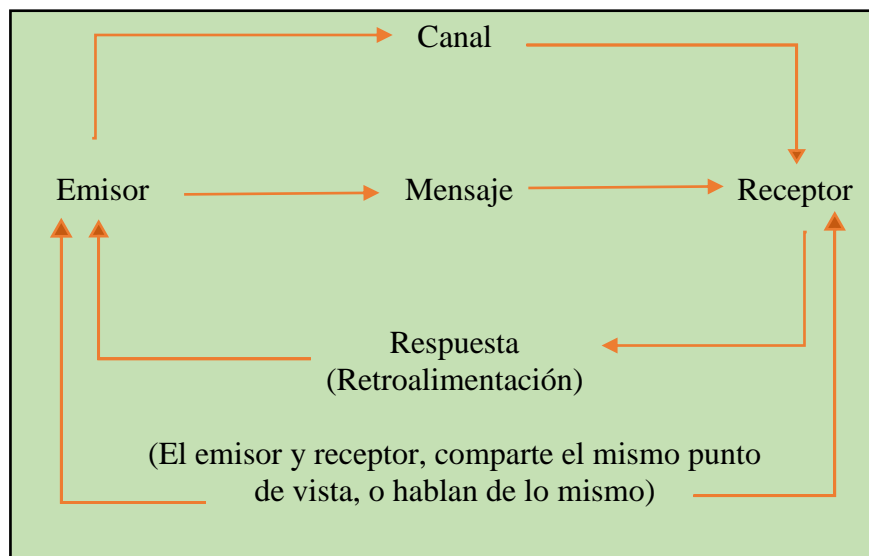 Canal
Emisor Mensaje Receptor
Respuesta
(Retroalimentación)
(El emisor y receptor, comparte el mismo punto
de vista, o hablan de lo mismo)